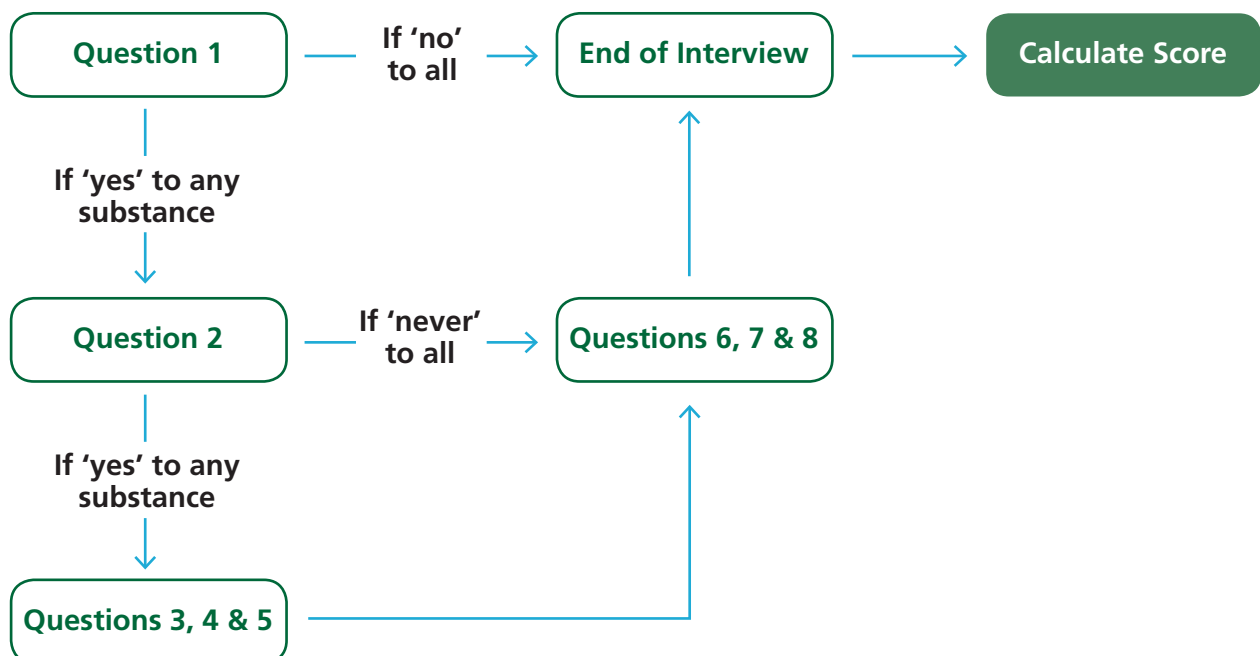 Question 1
If ‘no’
to all
End of Interview
Calculate Score
If ‘yes’ to any
substance
Question 2
If ‘never’
to all
Questions 6, 7 & 8
If ‘yes’ to any
substance
Questions 3, 4 & 5